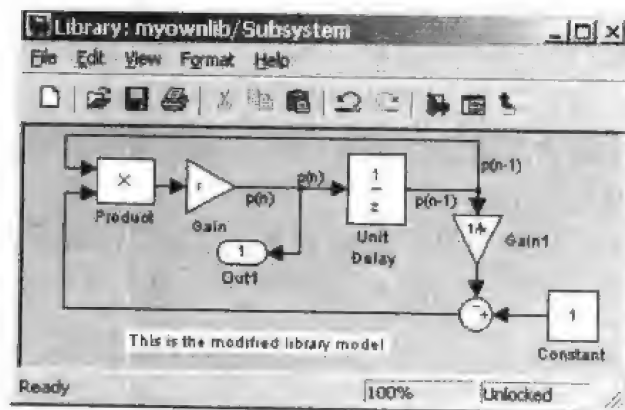 Library: myownlib/Subsystem
File Edit View Format Help
p(n-1)
×
Product
r
Gain
p(n)
p(n)
1
z
Unit
Delay
p(n-1)
1/k
Gain1
1
Out1
-
+
1
Constant
This is the modified library model
Ready
100%
Unlocked